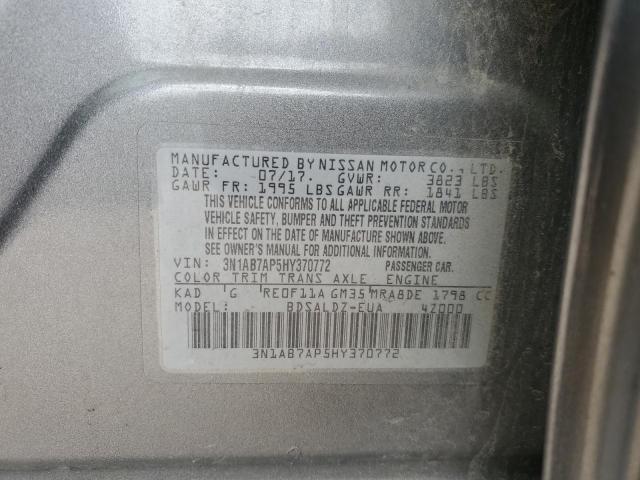 MANUFACTURED BY NISSAN MOTOR CO., LTD.
DATE: 07/17. GVWR: 3823 LBS
GAWR FR: 1995 LBS GAWR RR: 1841 LBS
THIS VEHICLE CONFORMS TO ALL APPLICABLE FEDERAL MOTOR
VEHICLE SAFETY, BUMPER AND THEFT PREVENTION STANDARDS
IN EFFECT ON THE DATE OF MANUFACTURE SHOWN ABOVE.
SEE OWNER'S MANUAL FOR ADDITIONAL INFORMATION.
VIN: 3N1AB7AP5HY370772 PASSENGER CAR.
COLOR TRIM TRANS AXLE ENGINE
KAD G RE0F11A GM35 MRA8DE 1798 CC
MODEL: BDSALDZ-EUA 42000
3N1AB7AP5HY370772